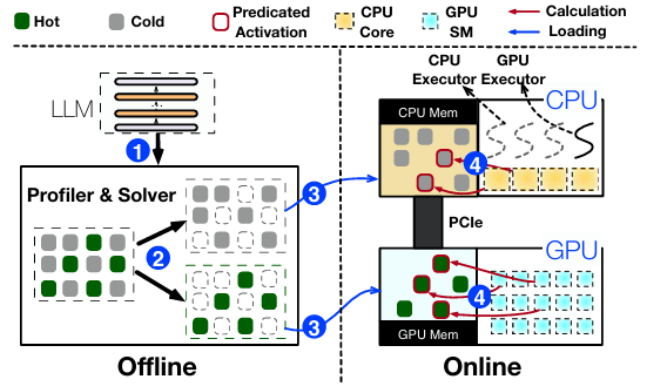 Hot
Cold
Predicated
Activation
CPU
Core
GPU
SM
Calculation
Loading
LLM
1
Profiler & Solver
2
3
3
Offline
CPU
Executor
GPU
Executor
CPU
CPU Mem
4
PCIe
GPU
4
GPU Mem
Online